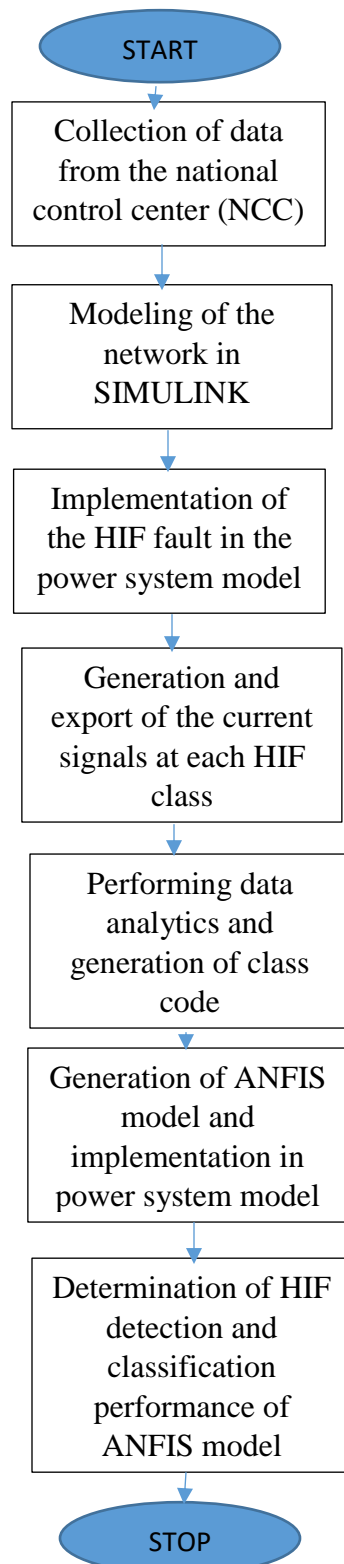 START
Collection of data
from the national
control center (NCC)
Modeling of the
network in
SIMULINK
Implementation of
the HIF fault in the
power system model
Generation and
export of the current
signals at each HIF
class
Performing data
analytics and
generation of class
code
Generation of ANFIS
model and
implementation in
power system model
Determination of HIF
detection and
classification
performance of
ANFIS model
STOP